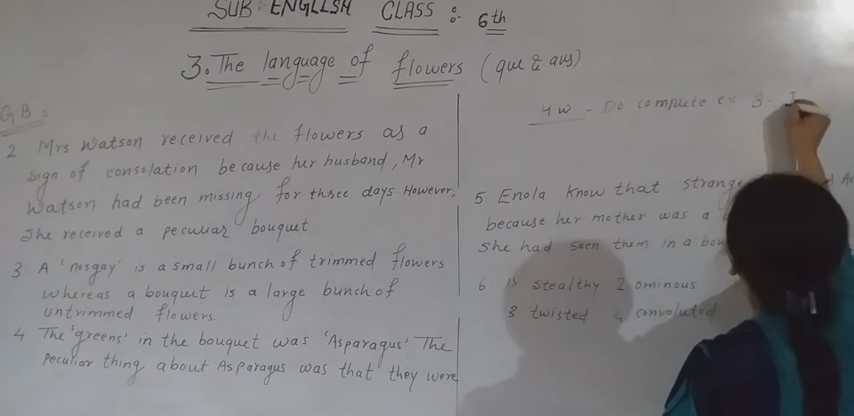 SUB: ENGLISH CLASS :- 6th
3. The language of flowers (que & ans)
GB =
2 Mrs Watson received the flowers as a
sign of consolation because her husband, Mr
Watson had been missing for three days. However,
She received a peculiar bouquet
3 A 'nosgay' is a small bunch of trimmed flowers
whereas a bouquet is a large bunch of
untrimmed flowers.
4 The 'greens' in the bouquet was 'Asparagus' The
Peculiar thing about Asparagus was that they were
HW - Do compute ex 3-
5 Enola know that
because her mother was a
She had seen them in a
6 is stealthy 2 ominous
3 twisted 4 convoluted